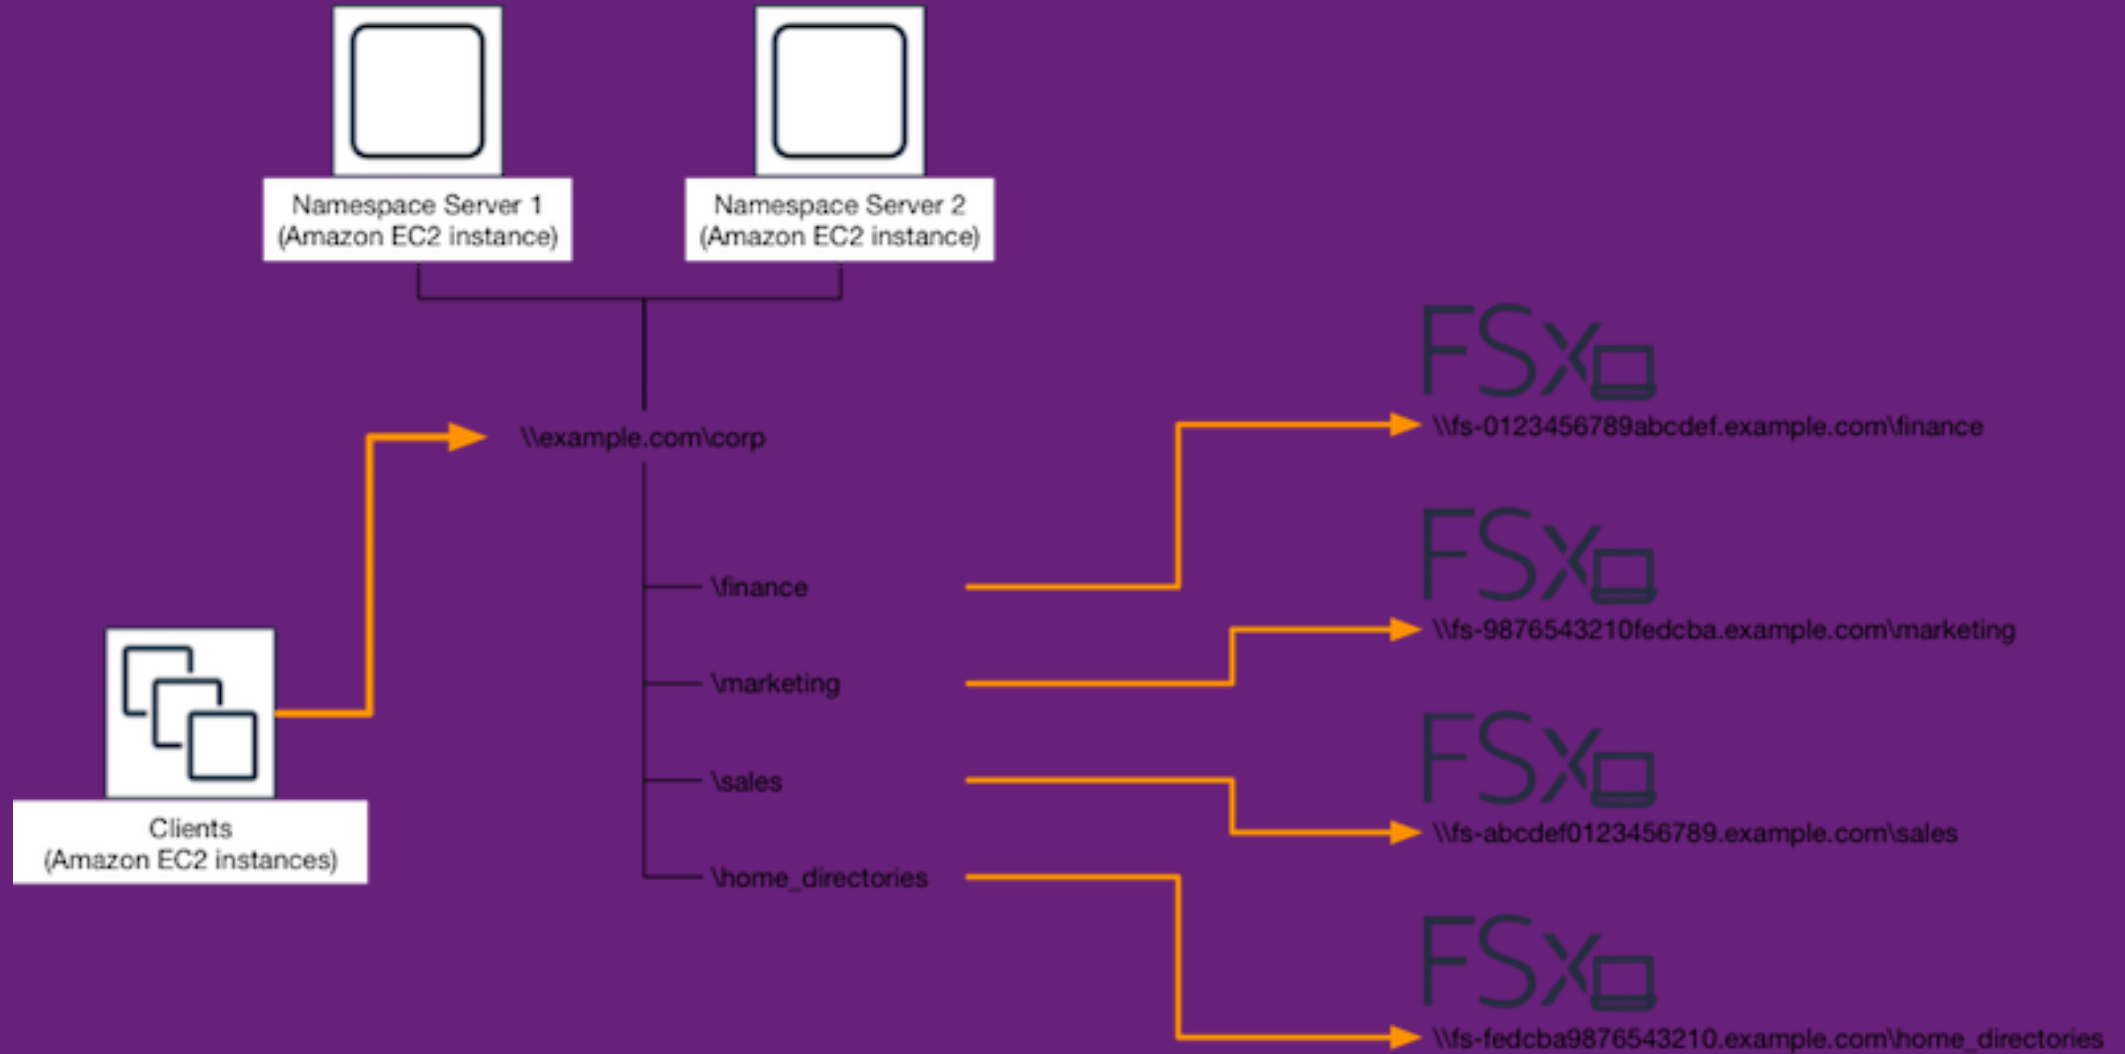 Namespace Server 1
(Amazon EC2 instance)
Namespace Server 2
(Amazon EC2 instance)
FSx
\\fs-0123456789abcdef.example.com\finance
\\example.com\corp
FSx
\finance
\\fs-9876543210fedcba.example.com\marketing
\marketing
FSx
\sales
\\fs-abcdef0123456789.example.com\sales
Clients
(Amazon EC2 instances)
\home_directories
FSx
\\fs-fedcba9876543210.example.com\home_directories